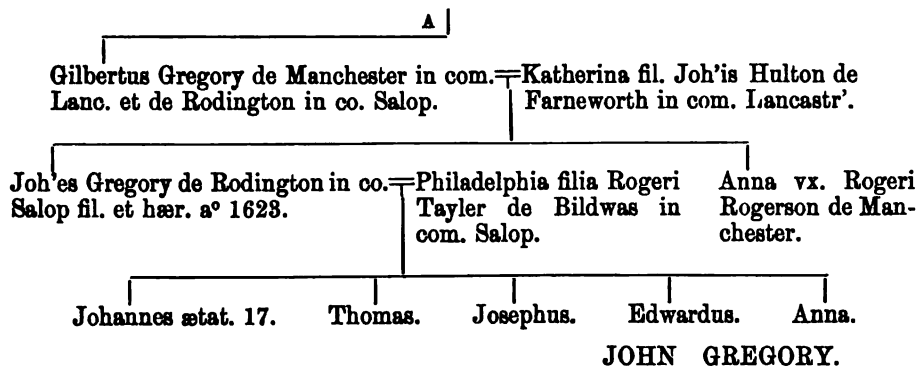 A
Gilbertus Gregory de Manchester in com.
Lanc. et de Rodington in co. Salop.
Katherina fil. Joh'is Hulton de
Farneworth in com. Lancastr'.
Joh'es Gregory de Rodington in co.
Salop fil. et hær. aº 1623.
Philadelphia filia Rogeri
Tayler de Bildwas in
com. Salop.
Anna vx. Rogeri
Rogerson de Man-
chester.
Johannes ætat. 17. Thomas. Josephus. Edwardus. Anna.
JOHN GREGORY.